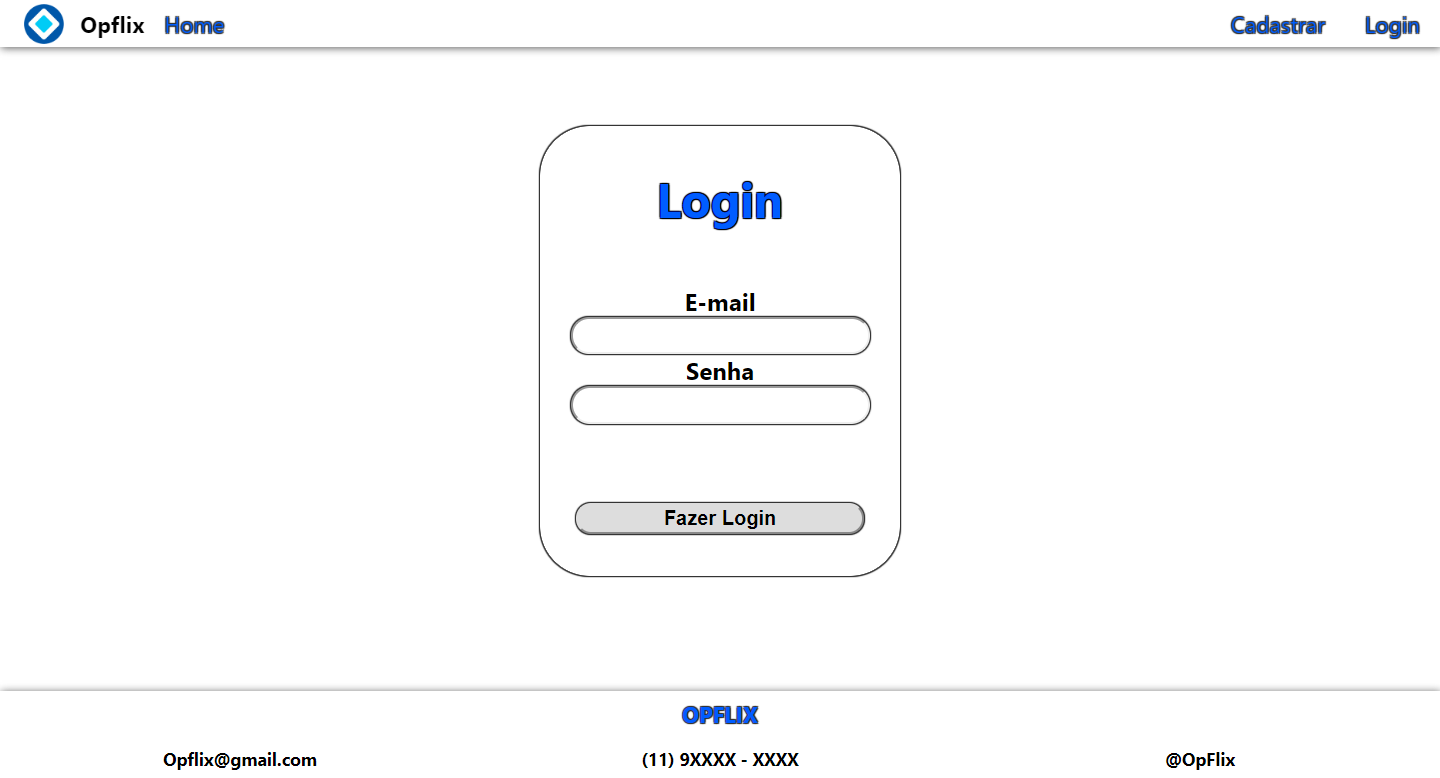 Opflix Home Cadastrar Login
Login
E-mail
Senha
Fazer Login
OPFLIX
Opflix@gmail.com (11) 9XXXX - XXXX @OpFlix